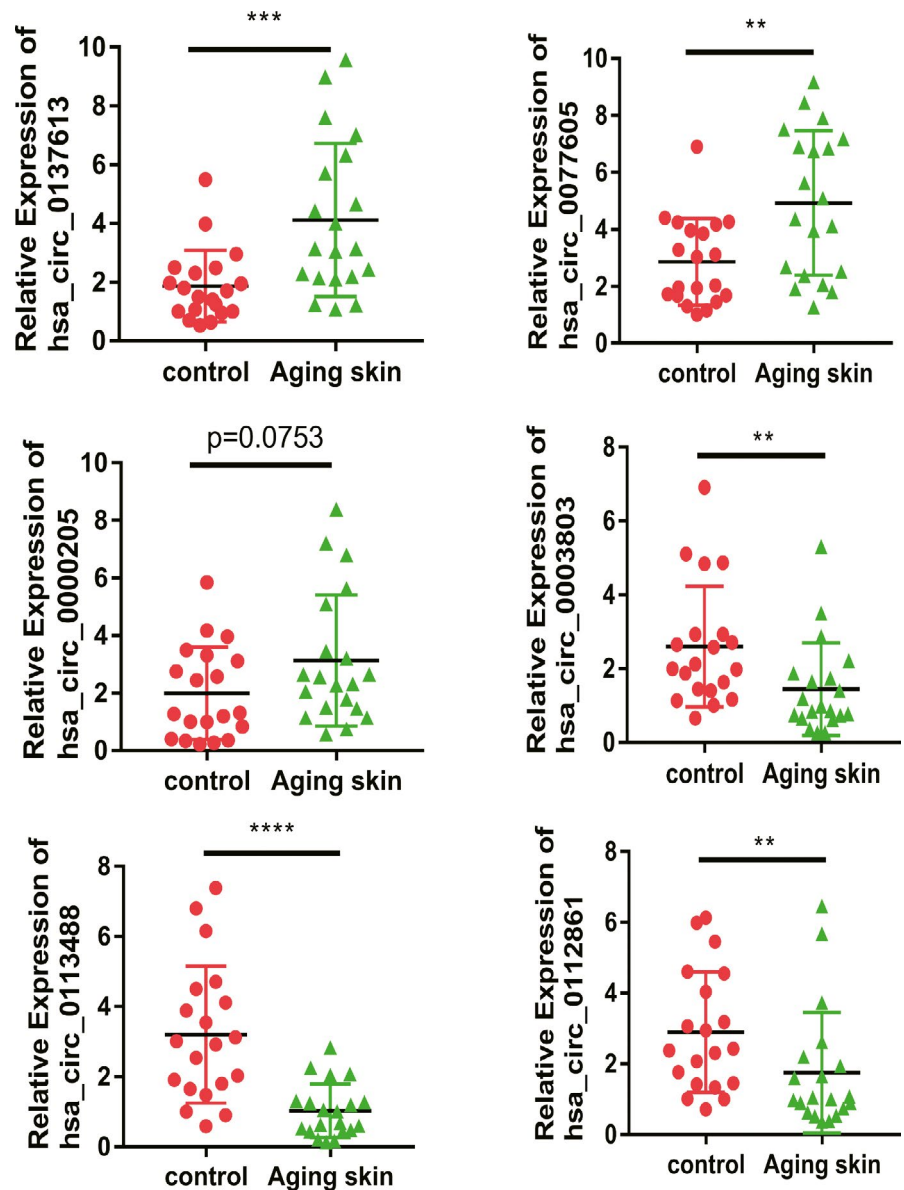 ***
Relative Expression of
hsa_circ_0137613
10
8
6
4
2
0
control
Aging skin
**
Relative Expression of
hsa_circ_0077605
10
8
6
4
2
0
control
Aging skin
p=0.0753
Relative Expression of
hsa_circ_0000205
10
8
6
4
2
0
control
Aging skin
**
Relative Expression of
hsa_circ_0003803
8
6
4
2
0
control
Aging skin
****
Relative Expression of
hsa_circ_0113488
8
6
4
2
0
control
Aging skin
**
Relative Expression of
hsa_circ_0112861
8
6
4
2
0
control
Aging skin